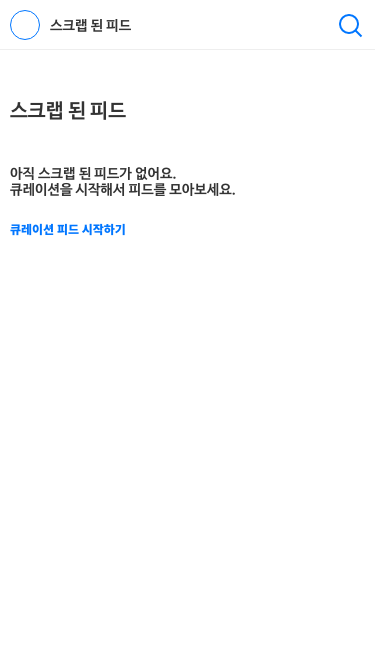 스크랩 된 피드
스크랩 된 피드
아직 스크랩 된 피드가 없어요.
큐레이션을 시작해서 피드를 모아보세요.
큐레이션 피드 시작하기